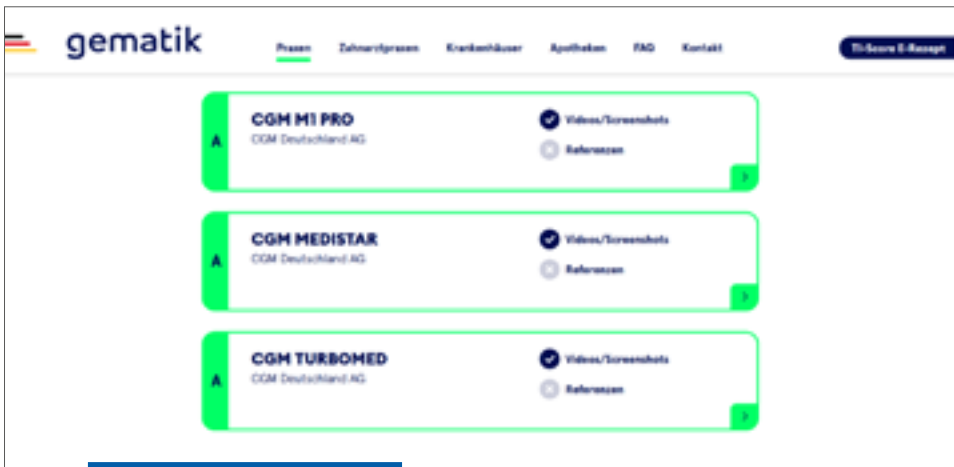 gematik
Praxen Zahnarztpraxen Krankenhäuser Apotheken FAQ Kontakt
TI-Score E-Rezept
A
CGM M1 PRO
CGM Deutschland AG
Videos/Screenshots
Referenzen
A
CGM MEDISTAR
CGM Deutschland AG
Videos/Screenshots
Referenzen
A
CGM TURBOMED
CGM Deutschland AG
Videos/Screenshots
Referenzen